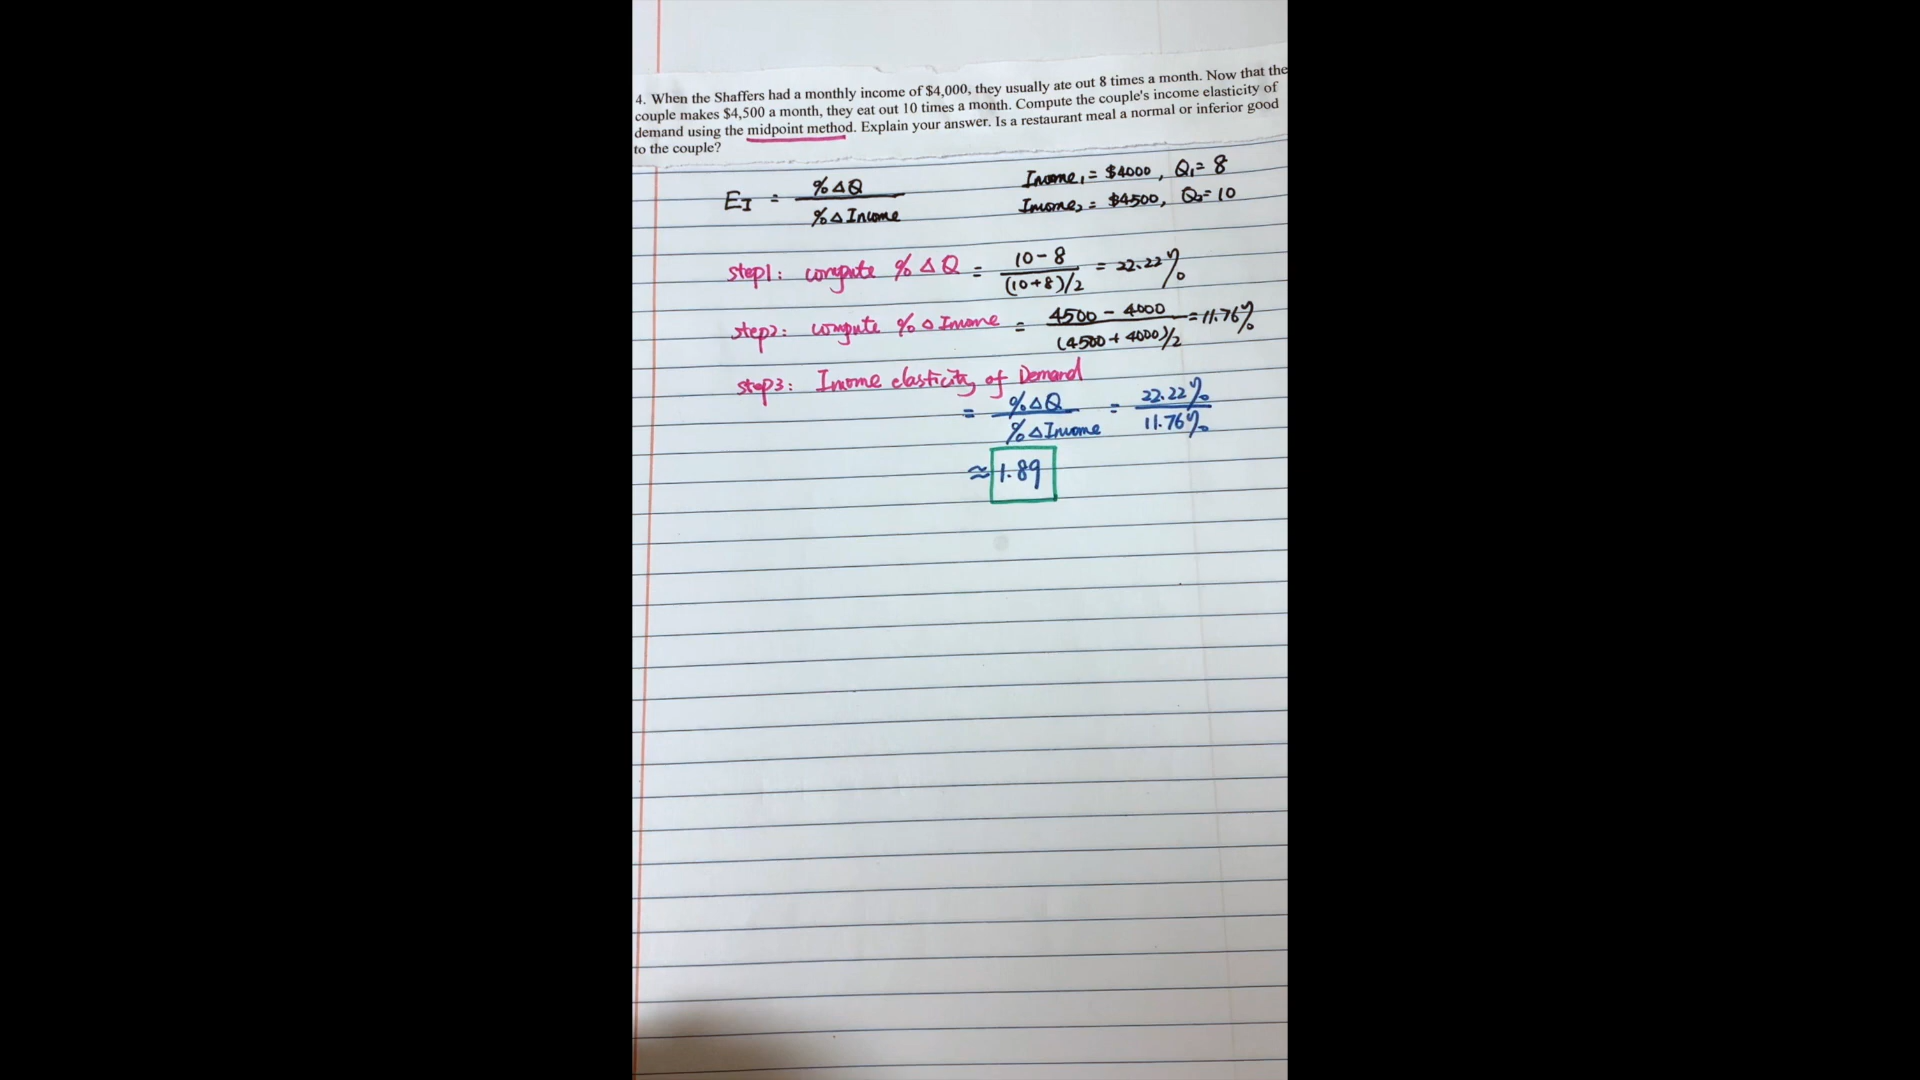 4. When the Shaffers had a monthly income of $4,000, they usually ate out 8 times a month. Now that the
couple makes $4,500 a month, they eat out 10 times a month. Compute the couple's income elasticity of
demand using the midpoint method. Explain your answer. Is a restaurant meal a normal or inferior good
to the couple?
E_I = %ΔQ / %ΔIncome
Income₁ = $4000, Q₁ = 8
Income₂ = $4500, Q₂ = 10
step1: compute %ΔQ = (10-8) / ((10+8)/2) = 22.22%
step2: compute %ΔIncome = (4500 - 4000) / ((4500 + 4000)/2) = 11.76%
step3: Income elasticity of Demand
= %ΔQ / %ΔIncome = 22.22% / 11.76%
≈ 1.89